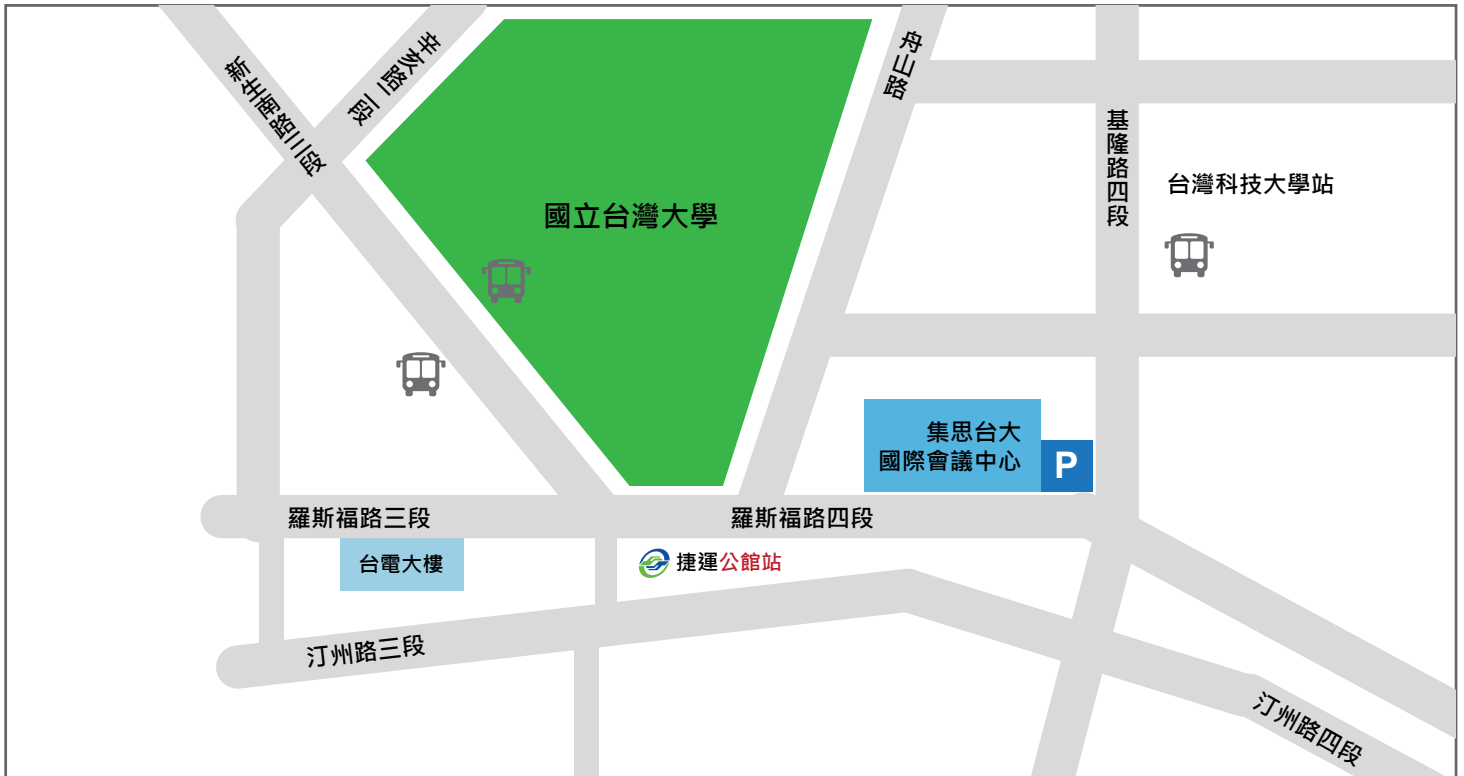 辛亥路二段
新生南路三段
舟山路
基隆路四段
台灣科技大學站
國立台灣大學
集思台大
國際會議中心
P
羅斯福路三段
羅斯福路四段
台電大樓
捷運公館站
汀州路三段
汀州路四段